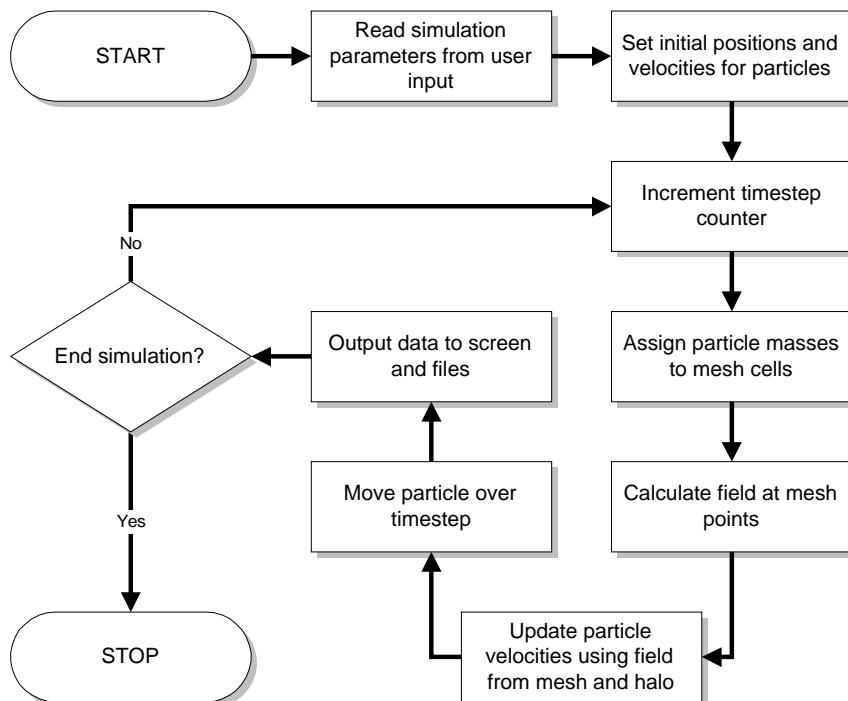 START
Read simulation
parameters from user
input
Set initial positions and
velocities for particles
Increment timestep
counter
No
End simulation?
Output data to screen
and files
Assign particle masses
to mesh cells
Move particle over
timestep
Calculate field at mesh
points
Yes
STOP
Update particle
velocities using field
from mesh and halo